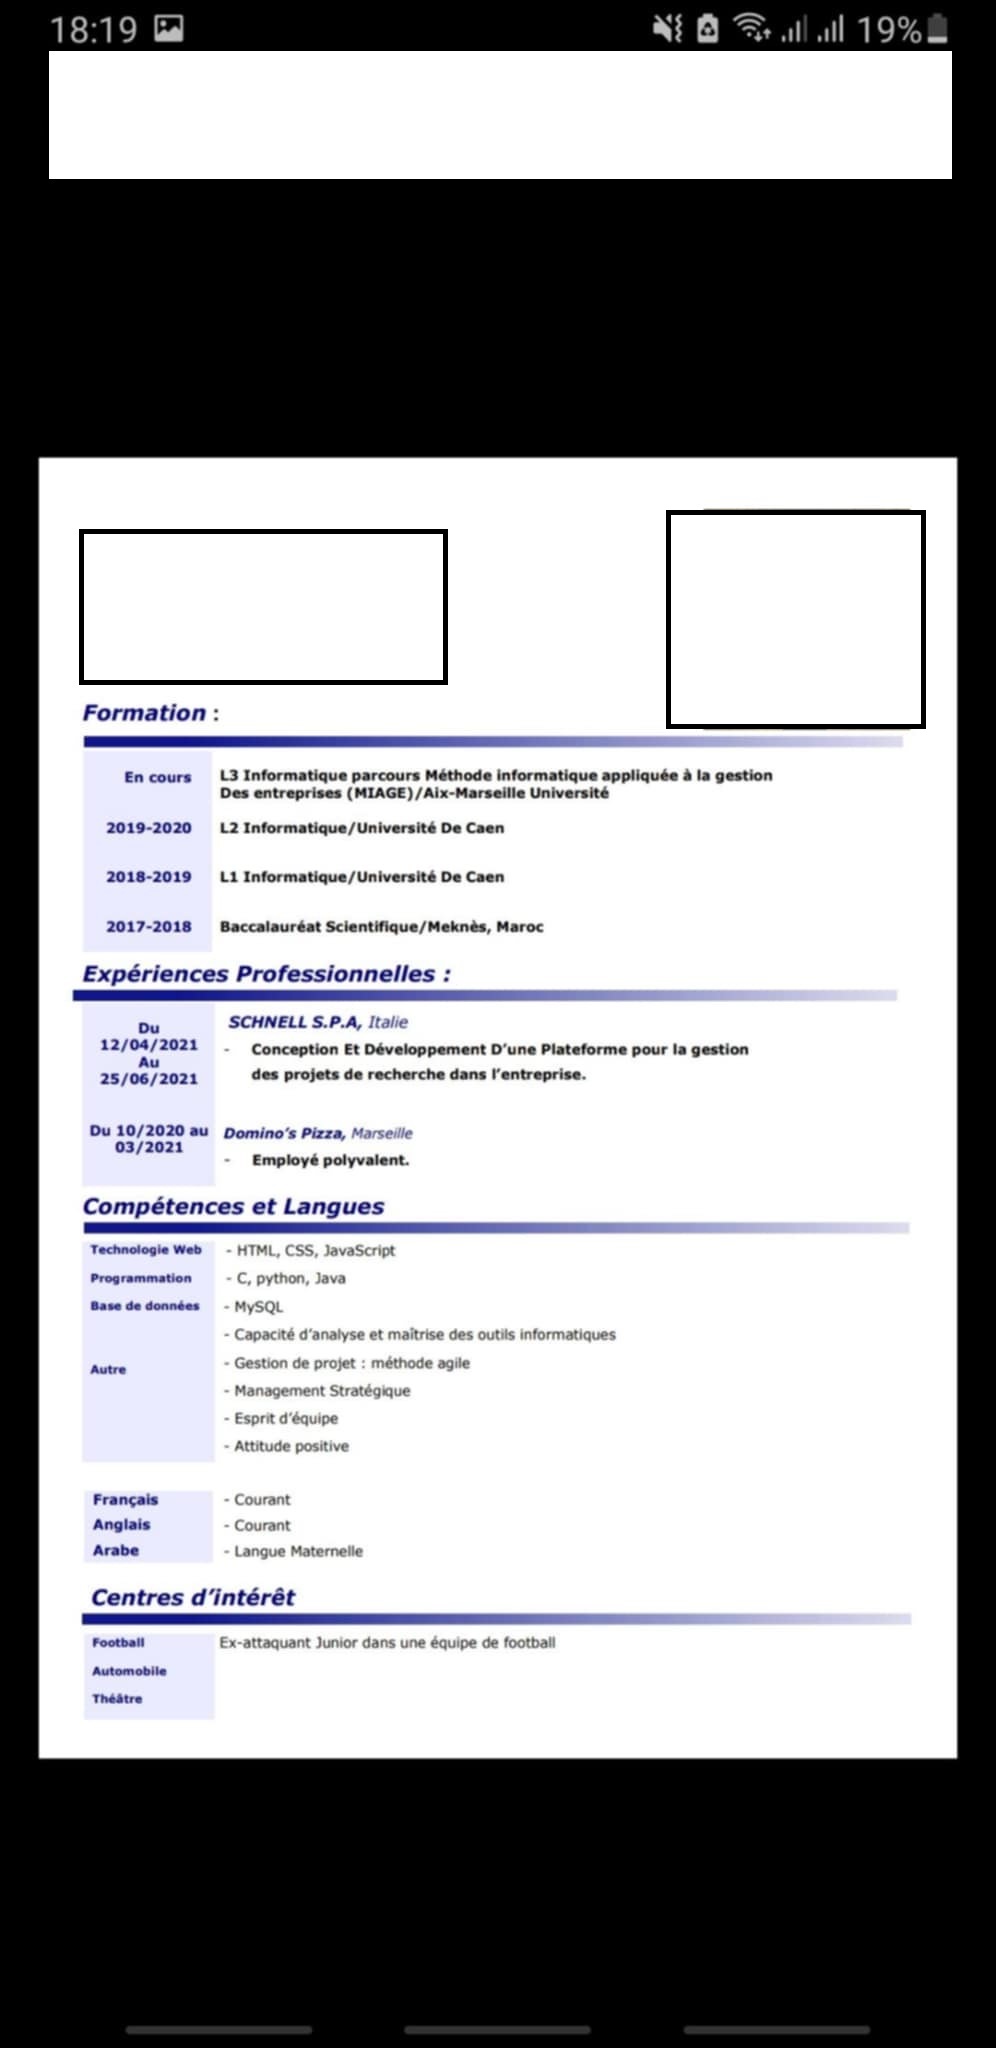 18:19
19%
Formation :
En cours
L3 Informatique parcours Méthode informatique appliquée à la gestion
Des entreprises (MIAGE)/Aix-Marseille Université
2019-2020 L2 Informatique/Université De Caen
2018-2019 L1 Informatique/Université De Caen
2017-2018 Baccalauréat Scientifique/Meknès, Maroc
Expériences Professionnelles :
Du
12/04/2021
Au
25/06/2021
SCHNELL S.P.A, Italie
- Conception Et Développement D’une Plateforme pour la gestion
des projets de recherche dans l’entreprise.
Du 10/2020 au
03/2021
Domino’s Pizza, Marseille
- Employé polyvalent.
Compétences et Langues
Technologie Web - HTML, CSS, JavaScript
Programmation - C, python, Java
Base de données - MySQL
- Capacité d’analyse et maîtrise des outils informatiques
Autre
- Gestion de projet : méthode agile
- Management Stratégique
- Esprit d’équipe
- Attitude positive
Français - Courant
Anglais - Courant
Arabe - Langue Maternelle
Centres d’intérêt
Football Ex-attaquant Junior dans une équipe de football
Automobile
Théâtre